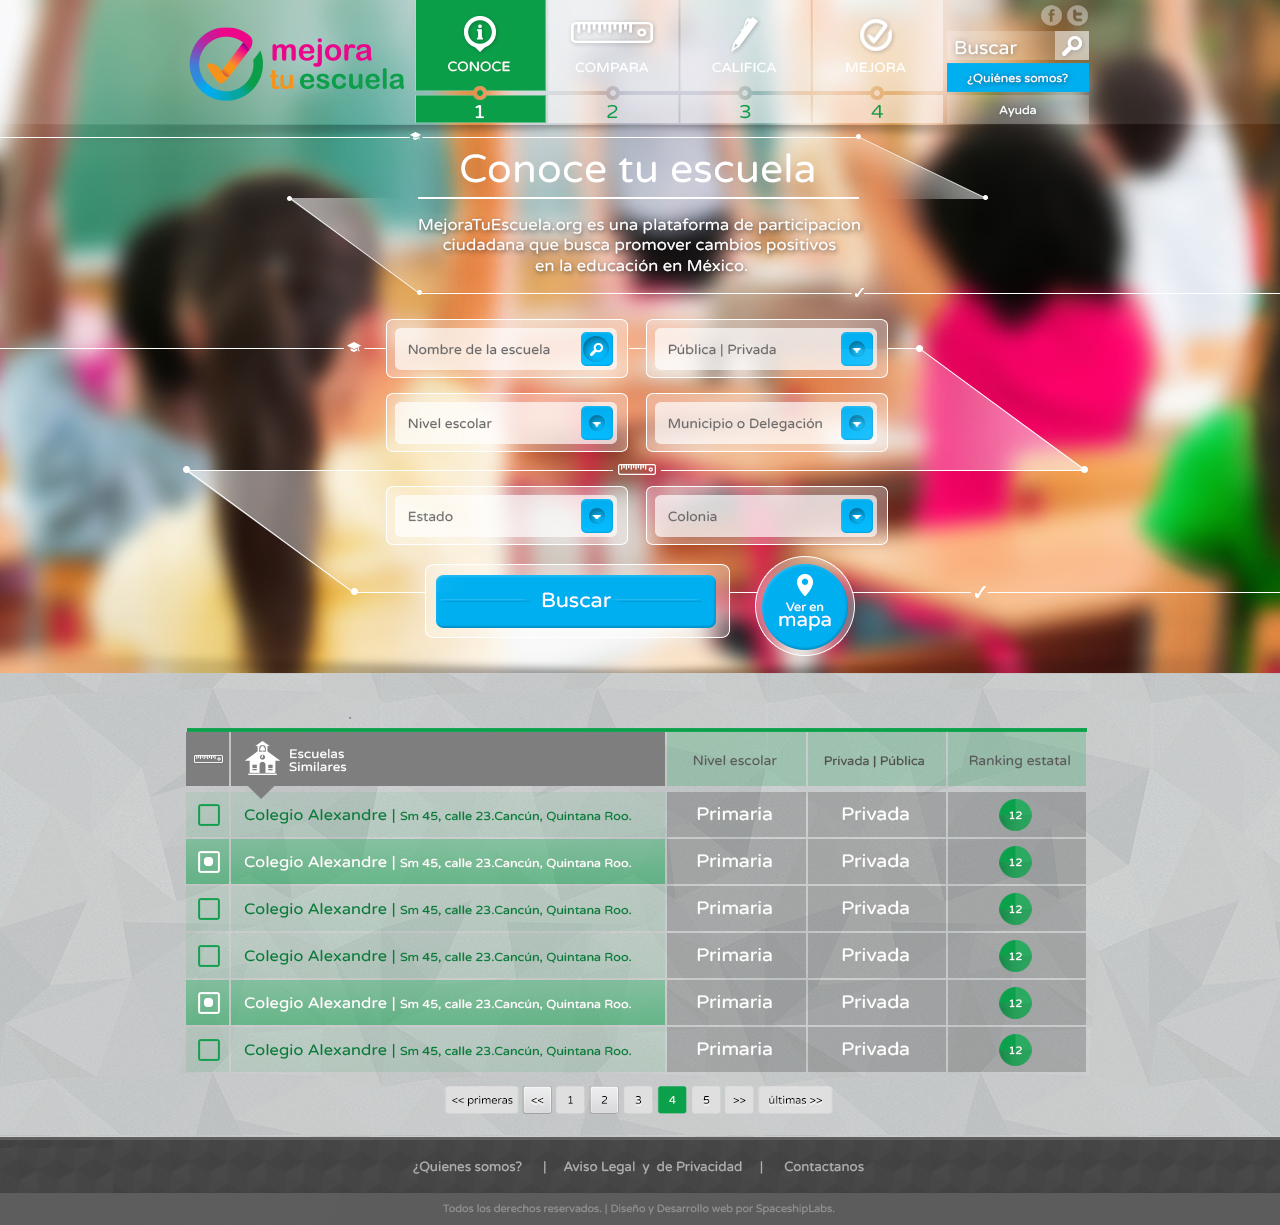 mejora
tu escuela
CONOCE
COMPARA
CALIFICA
MEJORA
1
2
3
4
Buscar
¿Quiénes somos?
Ayuda
Conoce tu escuela
MejoraTuEscuela.org es una plataforma de participacion
ciudadana que busca promover cambios positivos
en la educación en México.
Nombre de la escuela
Pública | Privada
Nivel escolar
Municipio o Delegación
Estado
Colonia
Buscar
Ver en
mapa
Escuelas
Similares
Nivel escolar
Privada | Pública
Ranking estatal
Colegio Alexandre | Sm 45, calle 23.Cancún, Quintana Roo. Primaria Privada 12
Colegio Alexandre | Sm 45, calle 23.Cancún, Quintana Roo. Primaria Privada 12
Colegio Alexandre | Sm 45, calle 23.Cancún, Quintana Roo. Primaria Privada 12
Colegio Alexandre | Sm 45, calle 23.Cancún, Quintana Roo. Primaria Privada 12
Colegio Alexandre | Sm 45, calle 23.Cancún, Quintana Roo. Primaria Privada 12
Colegio Alexandre | Sm 45, calle 23.Cancún, Quintana Roo. Primaria Privada 12
<< primeras << 1 2 3 4 5 >> últimas >>
¿Quienes somos? | Aviso Legal y de Privacidad | Contactanos
Todos los derechos reservados. | Diseño y Desarrollo web por SpaceshipLabs.